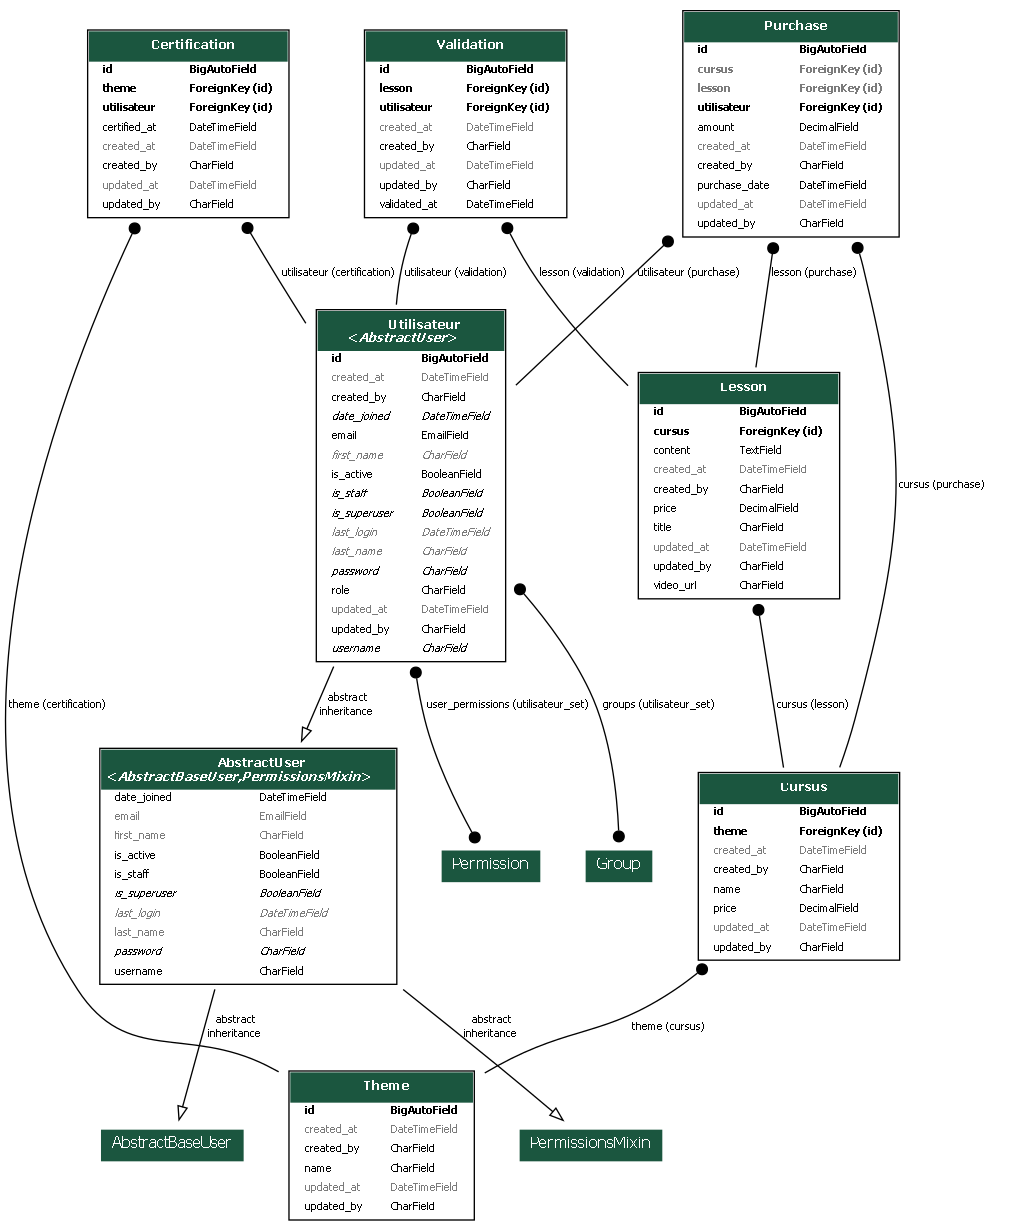 Certification
id BigAutoField
theme ForeignKey (id)
utilisateur ForeignKey (id)
certified_at DateTimeField
created_at DateTimeField
created_by CharField
updated_at DateTimeField
updated_by CharField
Validation
id BigAutoField
lesson ForeignKey (id)
utilisateur ForeignKey (id)
created_at DateTimeField
created_by CharField
updated_at DateTimeField
updated_by CharField
validated_at DateTimeField
Purchase
id BigAutoField
cursus ForeignKey (id)
lesson ForeignKey (id)
utilisateur ForeignKey (id)
amount DecimalField
created_at DateTimeField
created_by CharField
purchase_date DateTimeField
updated_at DateTimeField
updated_by CharField
utilisateur (certification)
utilisateur (validation)
lesson (validation)
utilisateur (purchase)
lesson (purchase)
Utilisateur
<AbstractUser>
id BigAutoField
created_at DateTimeField
created_by CharField
date_joined DateTimeField
email EmailField
first_name CharField
is_active BooleanField
is_staff BooleanField
is_superuser BooleanField
last_login DateTimeField
last_name CharField
password CharField
role CharField
updated_at DateTimeField
updated_by CharField
username CharField
Lesson
id BigAutoField
cursus ForeignKey (id)
content TextField
created_at DateTimeField
created_by CharField
price DecimalField
title CharField
updated_at DateTimeField
updated_by CharField
video_url CharField
cursus (purchase)
theme (certification)
abstract
inheritance
user_permissions (utilisateur_set)
groups (utilisateur_set)
cursus (lesson)
AbstractUser
<AbstractBaseUser,PermissionsMixin>
date_joined DateTimeField
email EmailField
first_name CharField
is_active BooleanField
is_staff BooleanField
is_superuser BooleanField
last_login DateTimeField
last_name CharField
password CharField
username CharField
Permission
Group
Cursus
id BigAutoField
theme ForeignKey (id)
created_at DateTimeField
created_by CharField
name CharField
price DecimalField
updated_at DateTimeField
updated_by CharField
abstract
inheritance
abstract
inheritance
theme (cursus)
Theme
id BigAutoField
created_at DateTimeField
created_by CharField
name CharField
updated_at DateTimeField
updated_by CharField
AbstractBaseUser
PermissionsMixin